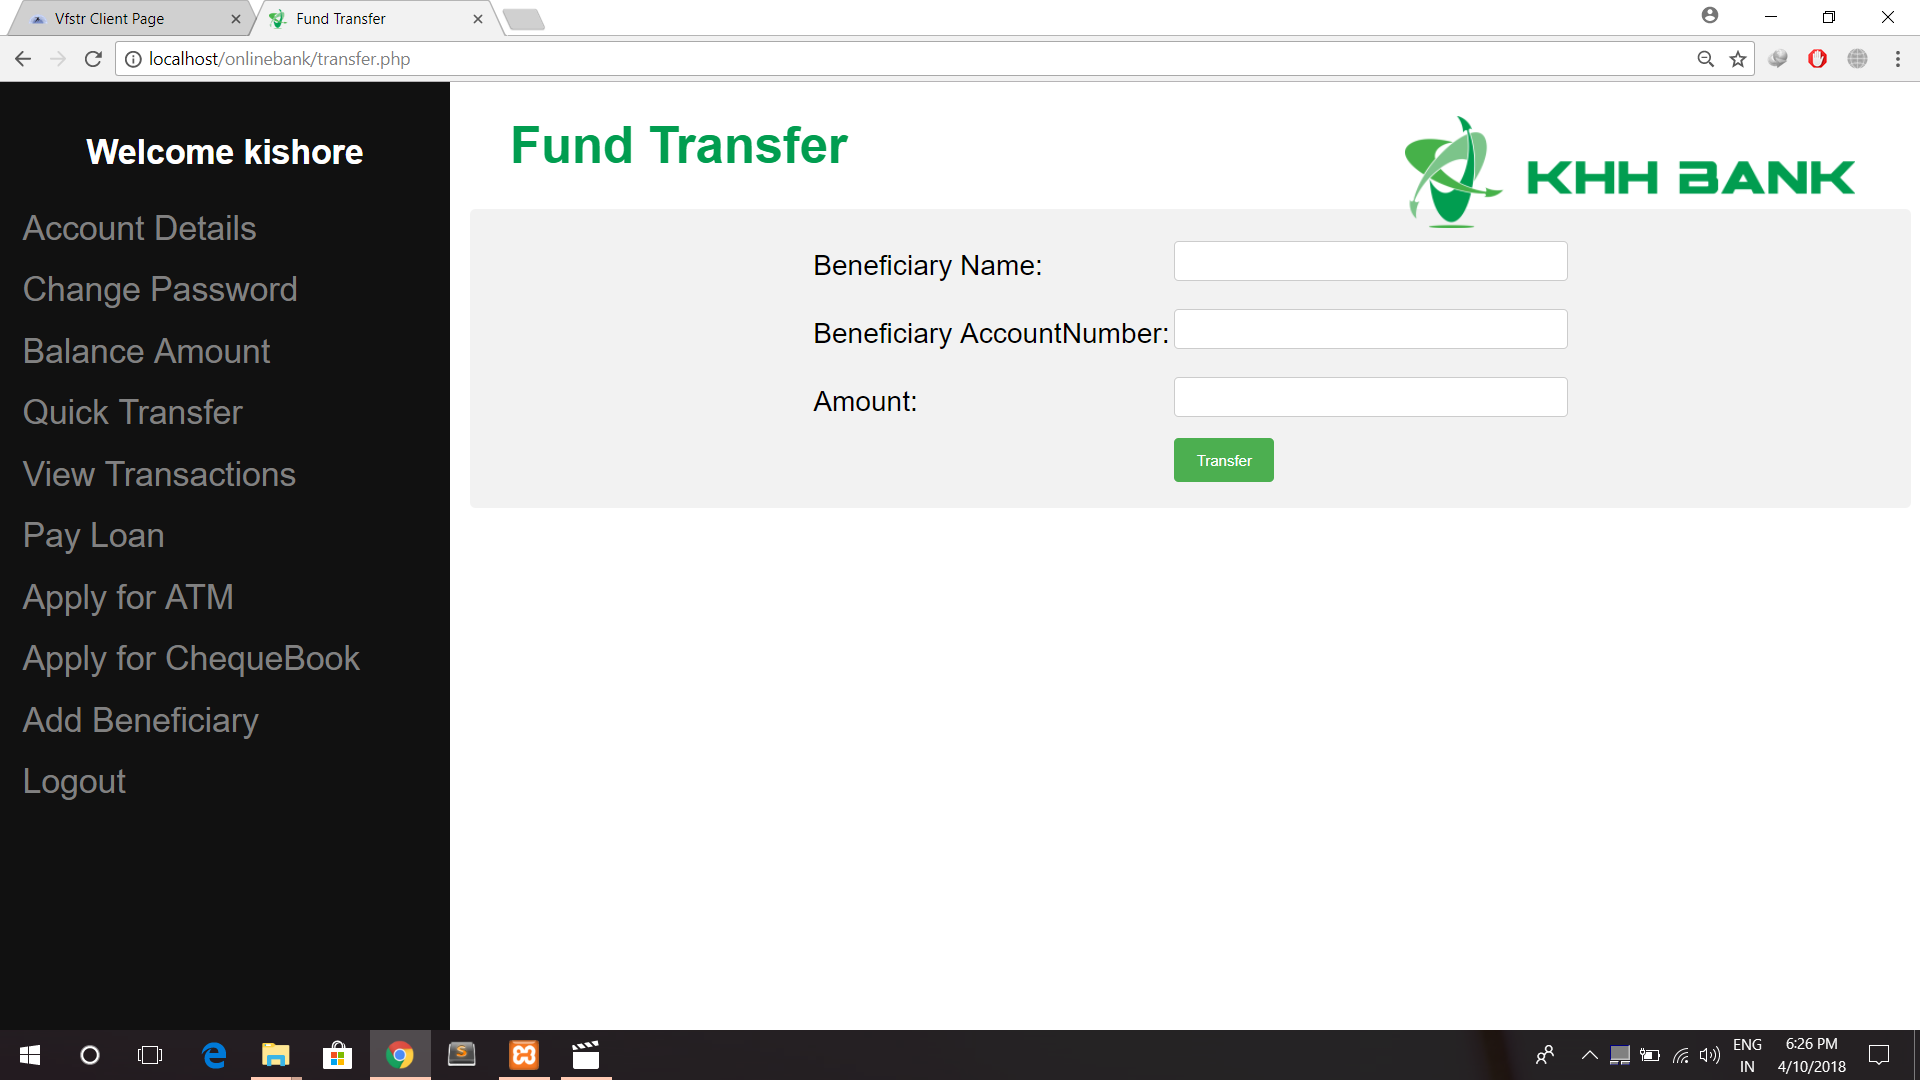 Vfstr Client Page
Fund Transfer
localhost/onlinebank/transfer.php
Welcome kishore
Account Details
Change Password
Balance Amount
Quick Transfer
View Transactions
Pay Loan
Apply for ATM
Apply for ChequeBook
Add Beneficiary
Logout
Fund Transfer
KHH BANK
Beneficiary Name:
Beneficiary AccountNumber:
Amount:
Transfer
ENG
IN
6:26 PM
4/10/2018